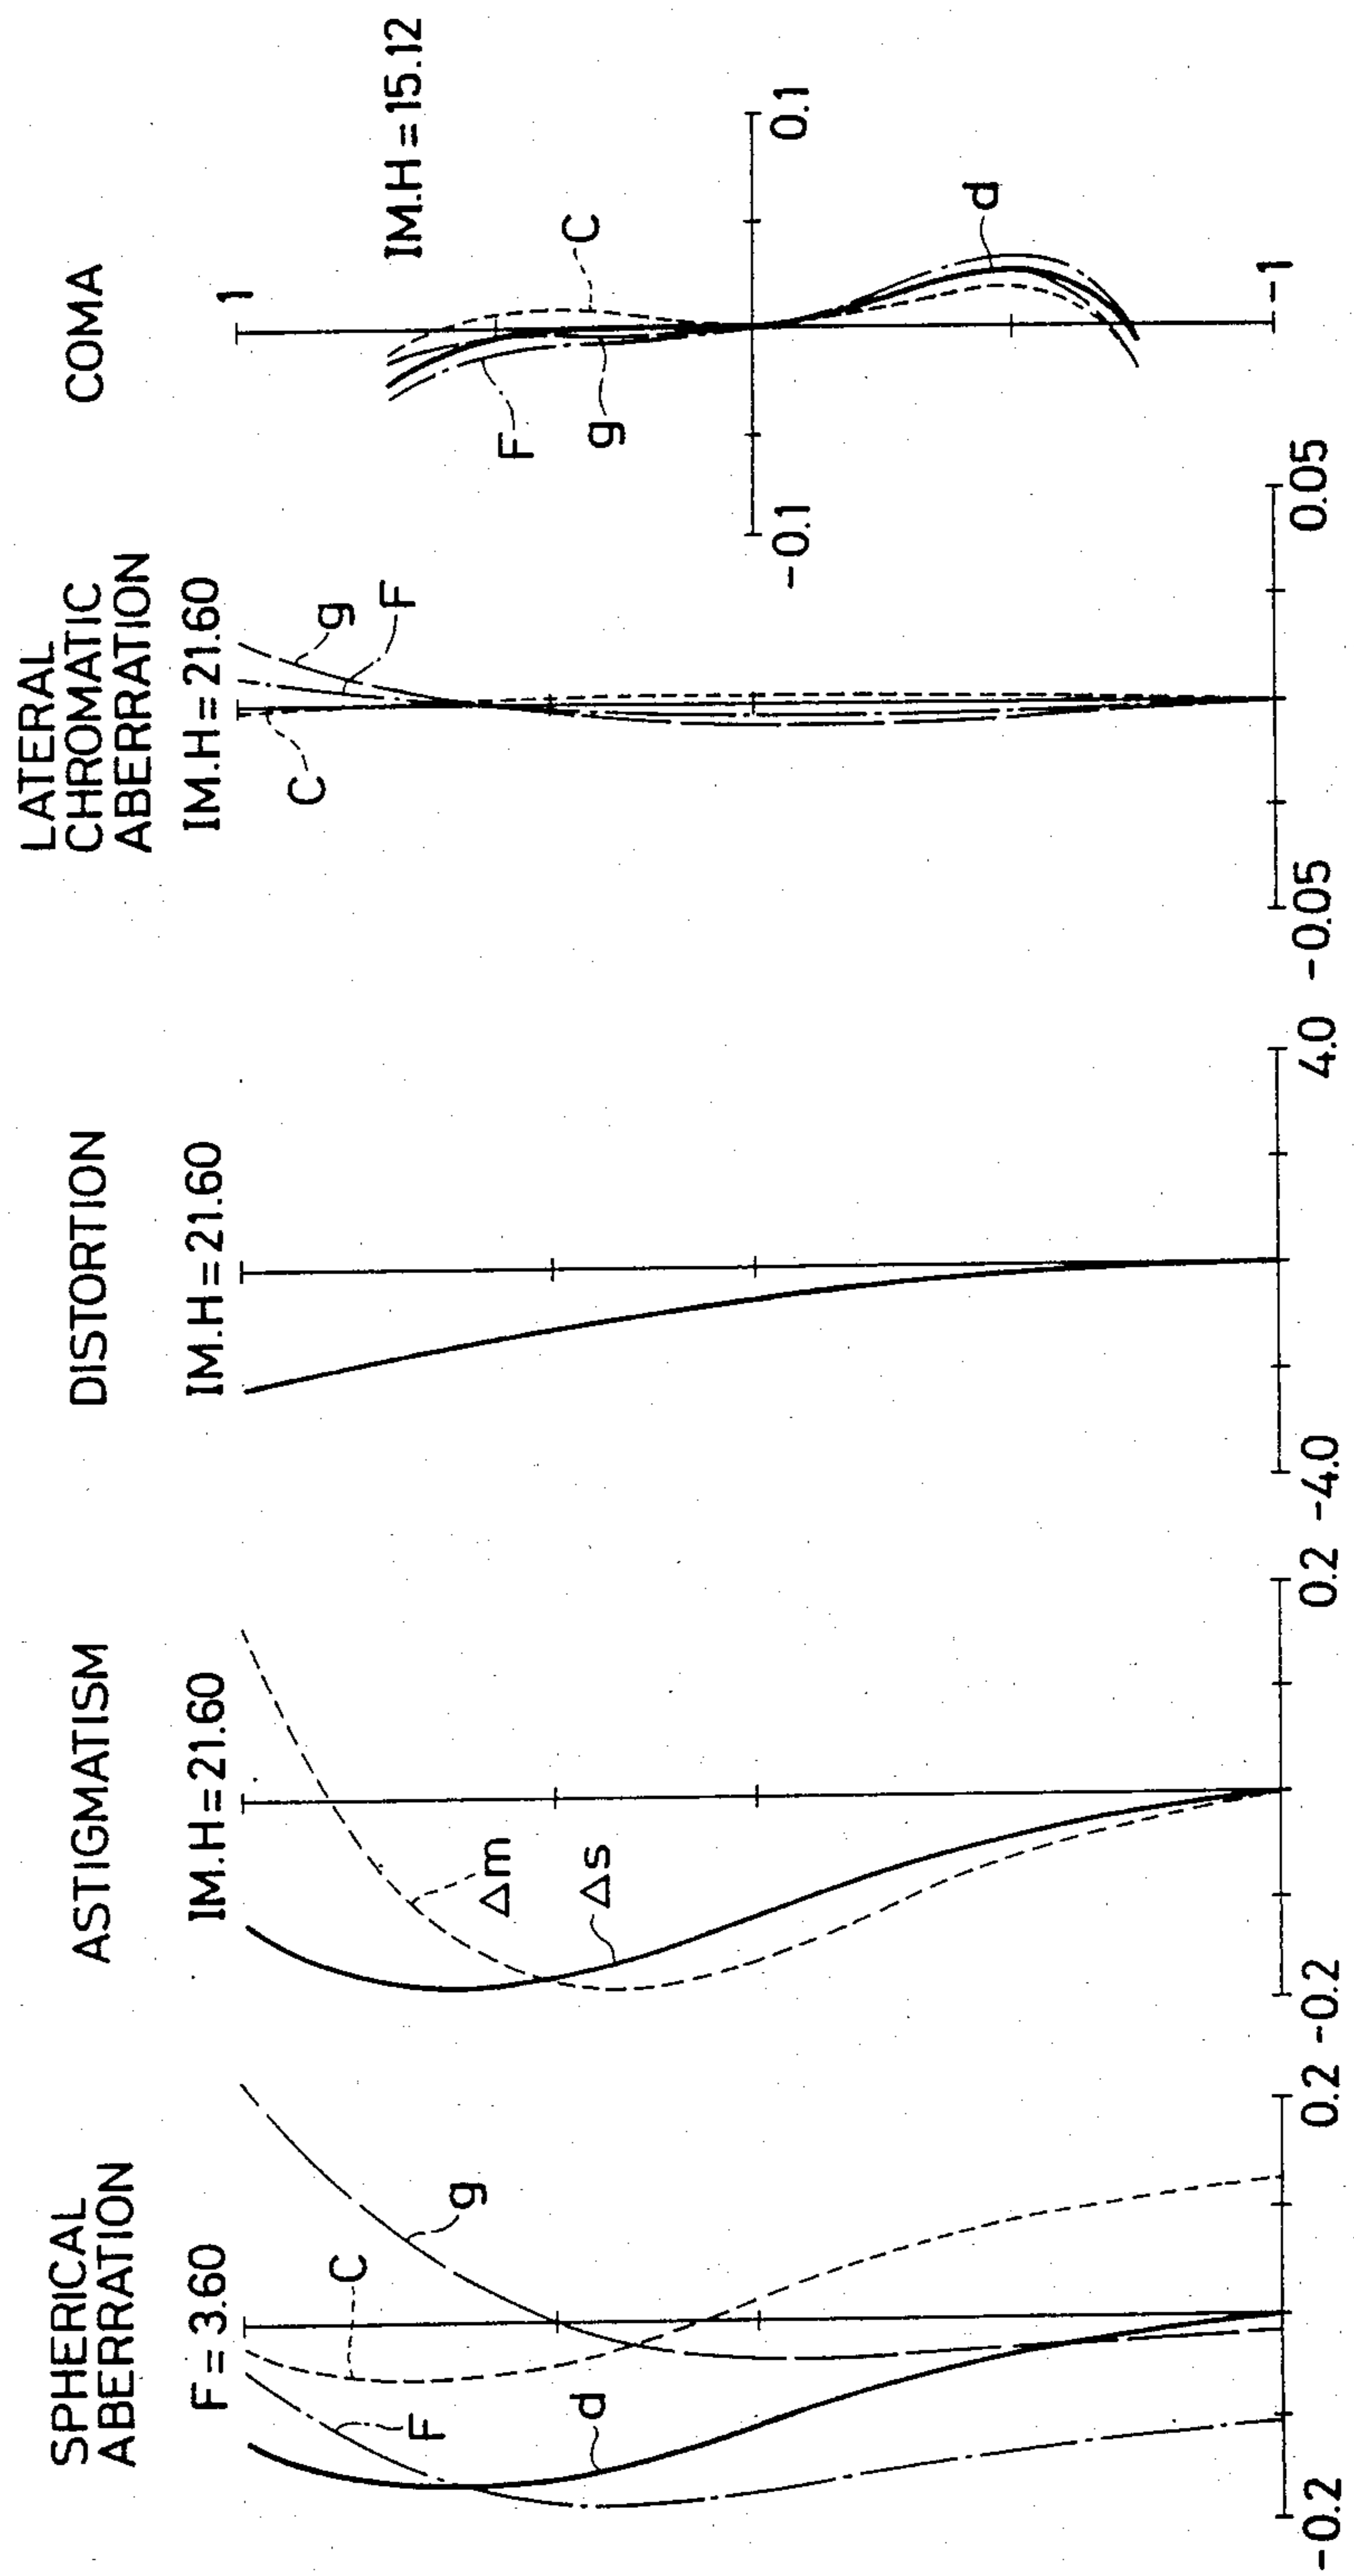 SPHERICAL
ABERRATION
F = 3.60
F
C
g
d
-0.2
0.2
ASTIGMATISM
IM.H = 21.60
Δm
Δs
-0.2
0.2
DISTORTION
IM.H = 21.60
-4.0
4.0
LATERAL
CHROMATIC
ABERRATION
IM.H = 21.60
C
g
F
-0.05
0.05
COMA
1
IM.H = 15.12
F
g
C
d
-0.1
0.1
-1